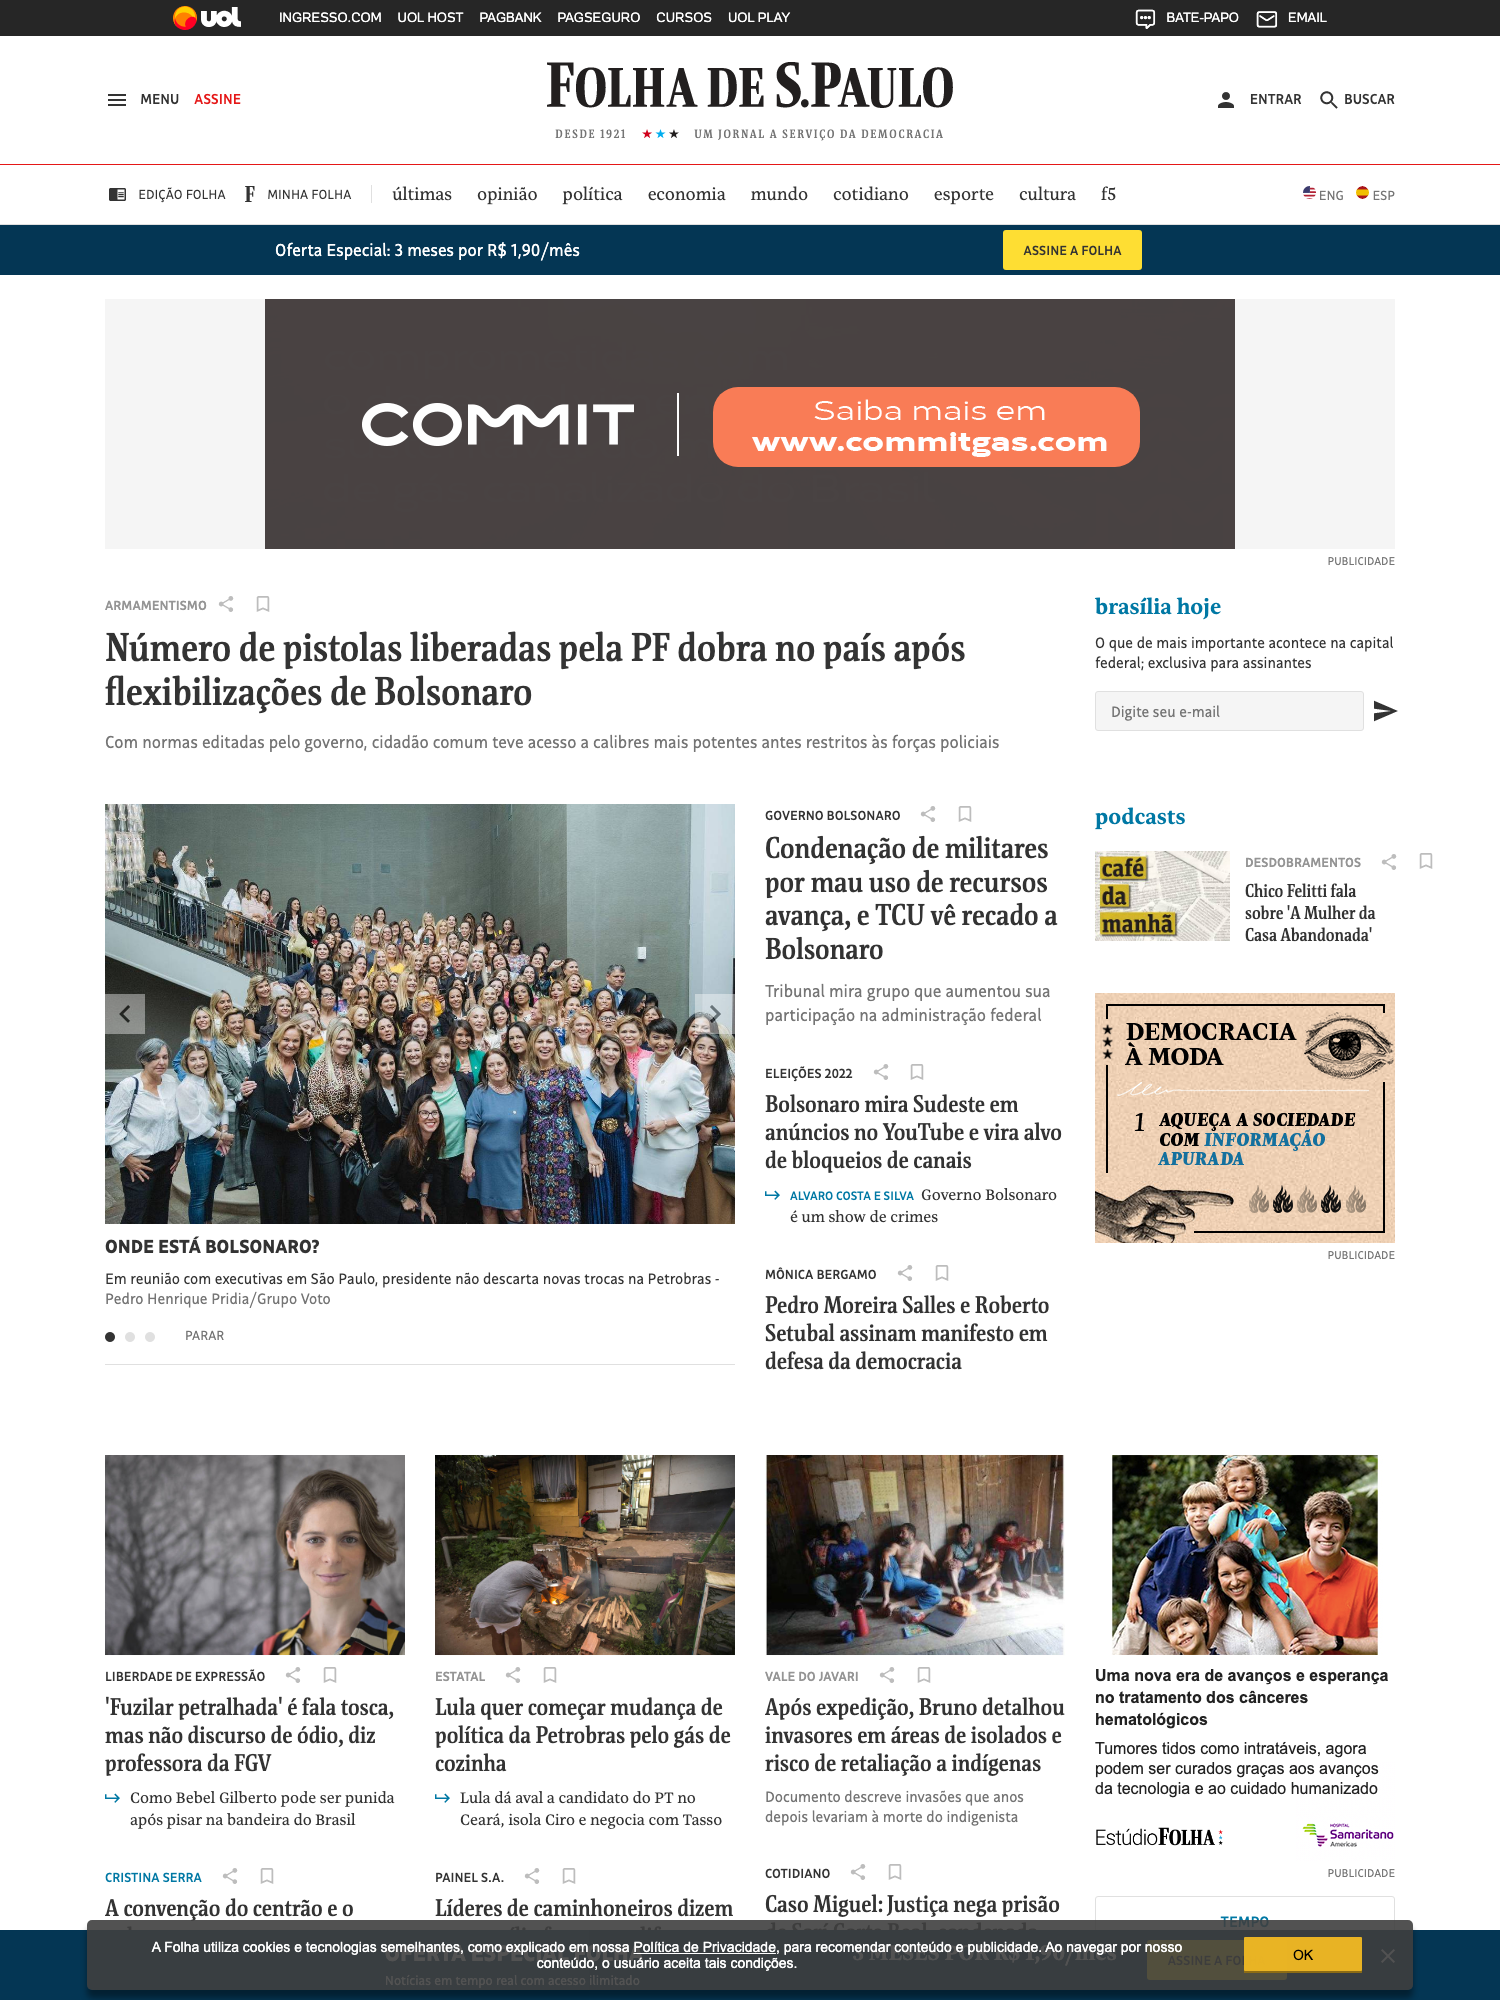 uol
INGRESSO.COM UOL HOST PAGBANK PAGSEGURO CURSOS UOL PLAY
BATE-PAPO EMAIL
MENU ASSINE
FOLHA DE S.PAULO
DESDE 1921 ★★★ UM JORNAL A SERVIÇO DA DEMOCRACIA
ENTRAR BUSCAR
EDIÇÃO FOLHA F MINHA FOLHA últimas opinião política economia mundo cotidiano esporte cultura f5
ENG ESP
Oferta Especial: 3 meses por R$ 1,90/mês
ASSINE A FOLHA
COMMIT
Saiba mais em
www.commitgas.com
PUBLICIDADE
ARMAMENTISMO
Número de pistolas liberadas pela PF dobra no país após
flexibilizações de Bolsonaro
Com normas editadas pelo governo, cidadão comum teve acesso a calibres mais potentes antes restritos às forças policiais
brasília hoje
O que de mais importante acontece na capital
federal; exclusiva para assinantes
Digite seu e-mail
ONDE ESTÁ BOLSONARO?
Em reunião com executivas em São Paulo, presidente não descarta novas trocas na Petrobras -
Pedro Henrique Pridia/Grupo Voto
PARAR
GOVERNO BOLSONARO
Condenação de militares
por mau uso de recursos
avança, e TCU vê recado a
Bolsonaro
Tribunal mira grupo que aumentou sua
participação na administração federal
ELEIÇÕES 2022
Bolsonaro mira Sudeste em
anúncios no YouTube e vira alvo
de bloqueios de canais
ALVARO COSTA E SILVA Governo Bolsonaro
é um show de crimes
MÔNICA BERGAMO
Pedro Moreira Salles e Roberto
Setubal assinam manifesto em
defesa da democracia
podcasts
café
da
manhã
DESDOBRAMENTOS
Chico Felitti fala
sobre 'A Mulher da
Casa Abandonada'
DEMOCRACIA
À MODA
1 AQUEÇA A SOCIEDADE
COM INFORMAÇÃO
APURADA
PUBLICIDADE
LIBERDADE DE EXPRESSÃO
'Fuzilar petralhada' é fala tosca,
mas não discurso de ódio, diz
professora da FGV
Como Bebel Gilberto pode ser punida
após pisar na bandeira do Brasil
CRISTINA SERRA
A convenção do centrão e o
ESTATAL
Lula quer começar mudança de
política da Petrobras pelo gás de
cozinha
Lula dá aval a candidato do PT no
Ceará, isola Ciro e negocia com Tasso
PAINEL S.A.
Líderes de caminhoneiros dizem
VALE DO JAVARI
Após expedição, Bruno detalhou
invasores em áreas de isolados e
risco de retaliação a indígenas
Documento descreve invasões que anos
depois levariam à morte do indigenista
COTIDIANO
Caso Miguel: Justiça nega prisão
Uma nova era de avanços e esperança
no tratamento dos cânceres
hematológicos
Tumores tidos como intratáveis, agora
podem ser curados graças aos avanços
da tecnologia e ao cuidado humanizado
EstúdioFOLHA
HOSPITAL
Samaritano
Américas
PUBLICIDADE
TEMPO
A Folha utiliza cookies e tecnologias semelhantes, como explicado em nossa Política de Privacidade, para recomendar conteúdo e publicidade. Ao navegar por nosso
conteúdo, o usuário aceita tais condições.
OK
Notícias em tempo real com acesso ilimitado
ASSINE A FO